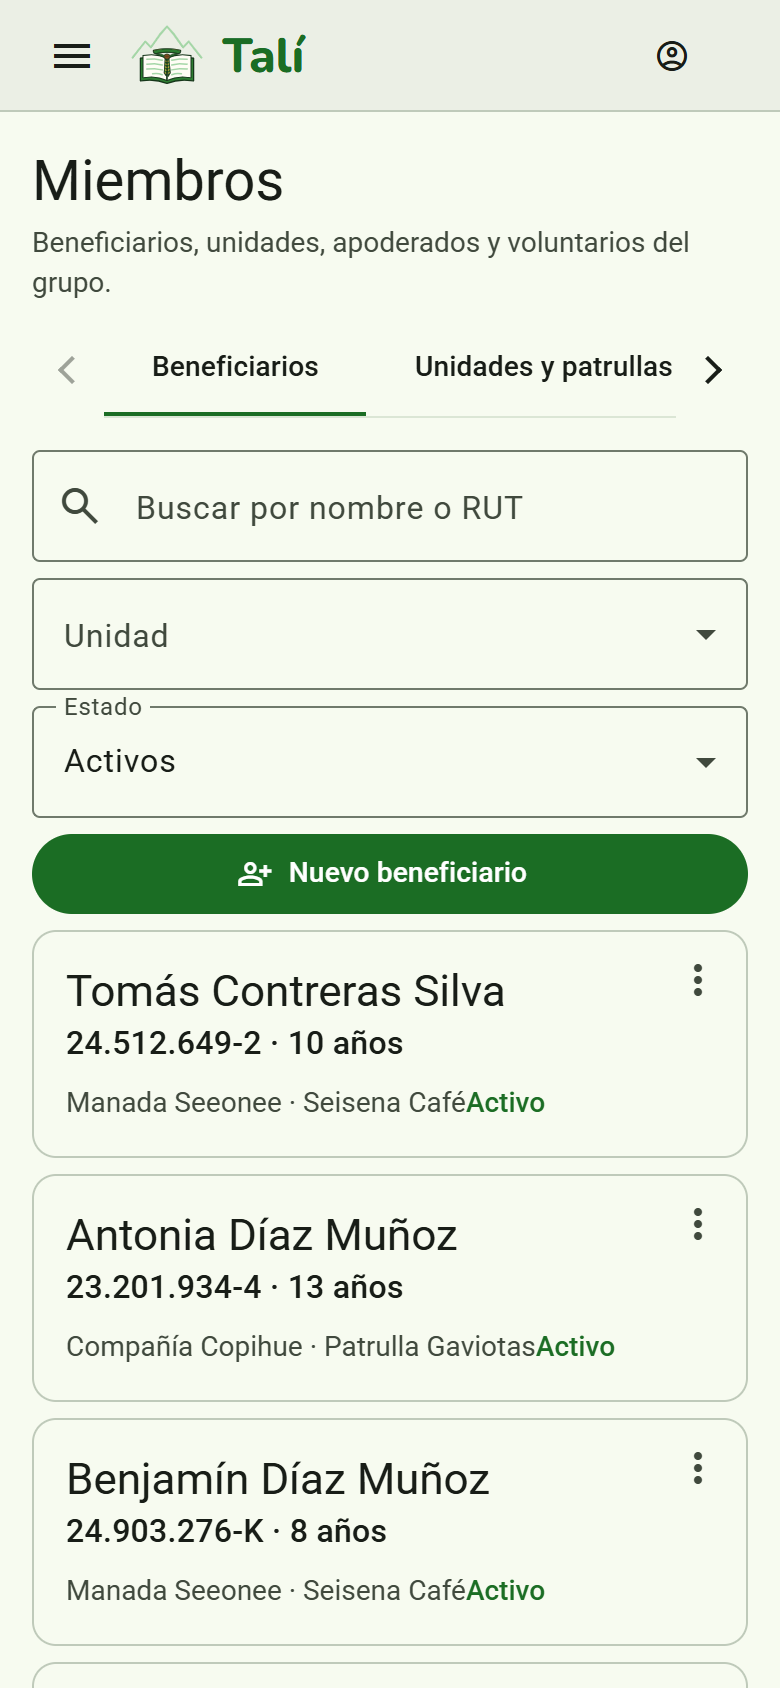 Talí
Miembros
Beneficiarios, unidades, apoderados y voluntarios del
grupo.
Beneficiarios
Unidades y patrullas
Buscar por nombre o RUT
Unidad
Estado
Activos
Nuevo beneficiario
Tomás Contreras Silva
24.512.649-2 · 10 años
Manada Seeonee · Seisena CaféActivo
Antonia Díaz Muñoz
23.201.934-4 · 13 años
Compañía Copihue · Patrulla GaviotasActivo
Benjamín Díaz Muñoz
24.903.276-K · 8 años
Manada Seeonee · Seisena CaféActivo